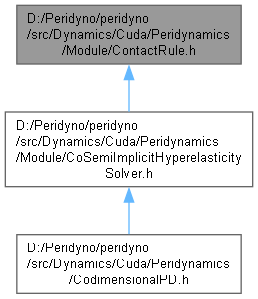 D:/Peridyno/peridyno
/src/Dynamics/Cuda/Peridynamics
/Module/ContactRule.h
D:/Peridyno/peridyno
/src/Dynamics/Cuda/Peridynamics
/Module/CoSemiImplicitHyperelasticity
Solver.h
D:/Peridyno/peridyno
/src/Dynamics/Cuda/Peridynamics
/CodimensionalPD.h